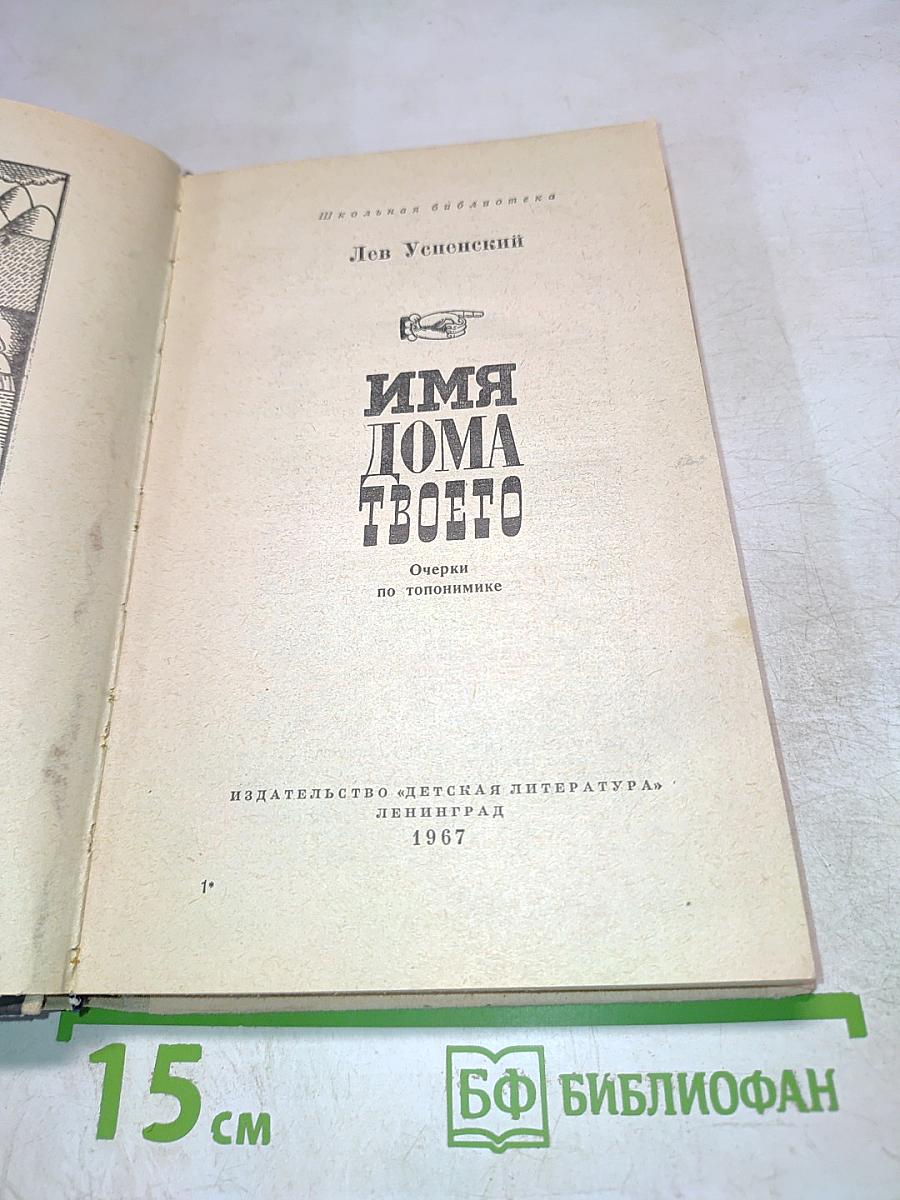 Школьная библиотека
Лев Успенский
ИМЯ
ДОМА
ТВОЕГО
Очерки
по топонимике
ИЗДАТЕЛЬСТВО «ДЕТСКАЯ ЛИТЕРАТУРА»
ЛЕНИНГРАД
1967
1*
15 см
БФ БИБЛИОФАН